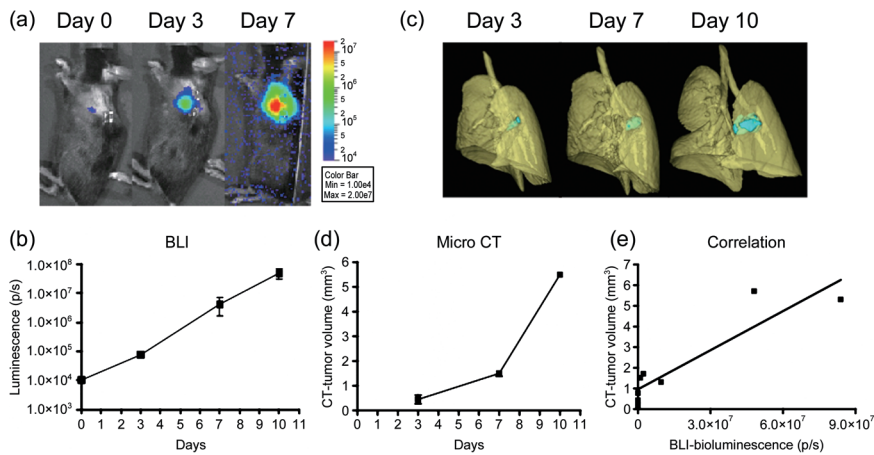 (a)
Day 0 Day 3 Day 7
2
10⁷
5
2
10⁶
5
2
10⁵
5
2
10⁴
Color Bar
Min = 1.00e4
Max = 2.00e7
(c)
Day 3 Day 7 Day 10
(b)
BLI
Luminescence (p/s)
1.0×10⁸
1.0×10⁷
1.0×10⁶
1.0×10⁵
1.0×10⁴
1.0×10³
0 1 2 3 4 5 6 7 8 9 10 11
Days
(d)
Micro CT
CT-tumor volume (mm³)
6
5
4
3
2
1
0
0 1 2 3 4 5 6 7 8 9 10 11
Days
(e)
Correlation
CT-tumor volume (mm³)
7
6
5
4
3
2
1
0
0 3.0×10⁷ 9.0×10⁷
BLI-bioluminescence (p/s)